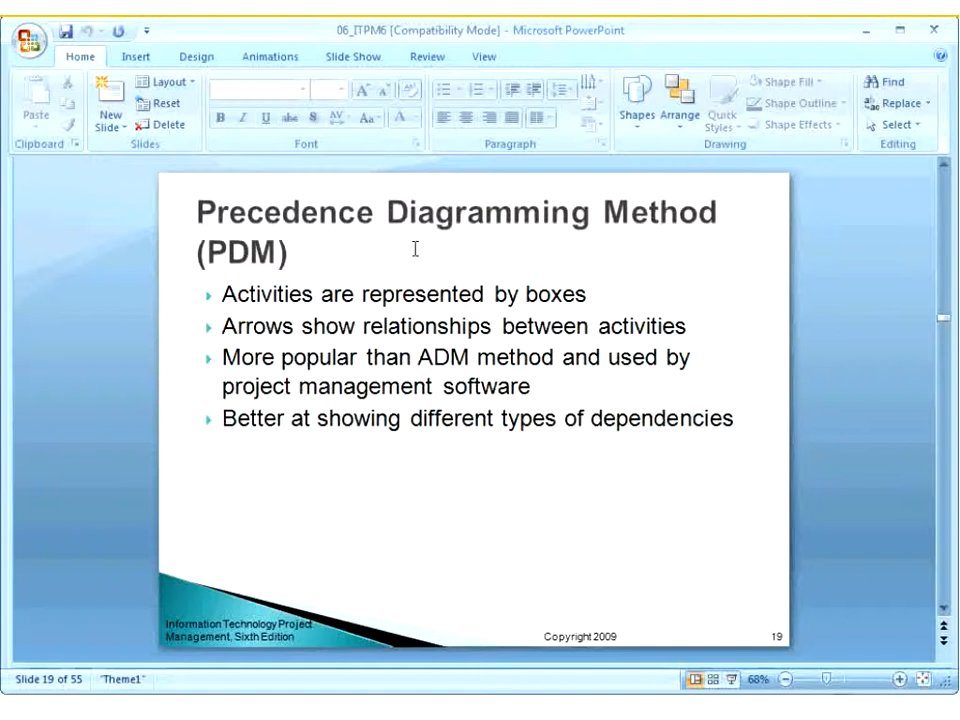 06_ITPM6 [Compatibility Mode] - Microsoft PowerPoint
Home Insert Design Animations Slide Show Review View
Paste
New Slide
Layout
Reset
Delete
B I U abc S AV Aa A
Shapes Arrange Quick Styles
Shape Fill
Shape Outline
Shape Effects
Find
Replace
Select
Clipboard Slides Font Paragraph Drawing Editing
Precedence Diagramming Method
(PDM)
Activities are represented by boxes
Arrows show relationships between activities
More popular than ADM method and used by
project management software
Better at showing different types of dependencies
Information Technology Project
Management, Sixth Edition
Copyright 2009
19
Slide 19 of 55 "Theme1" 68%